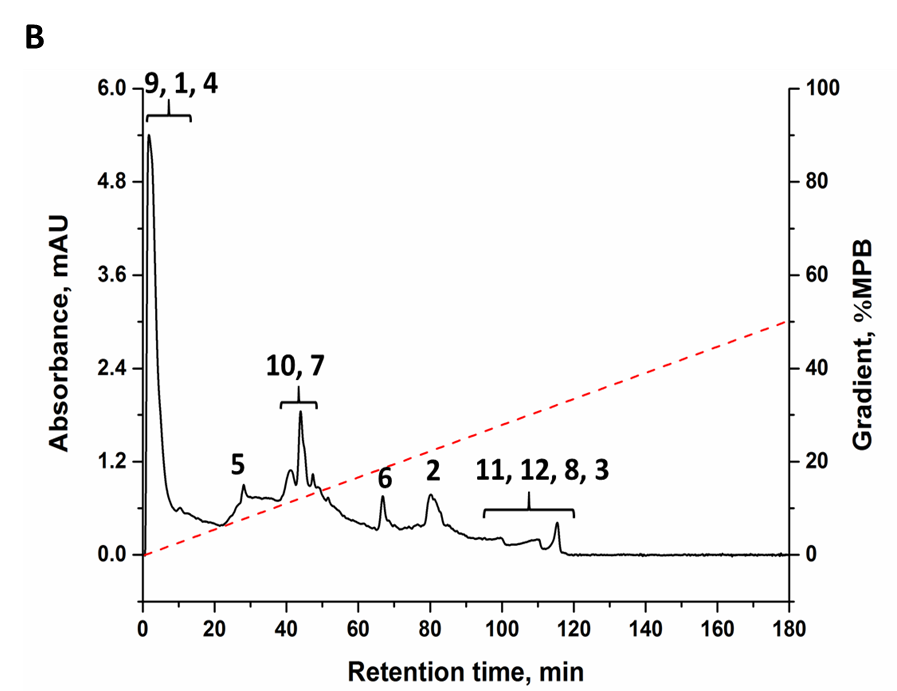 B
9, 1, 4
10, 7
5
6
2
11, 12, 8, 3
6.0
4.8
3.6
2.4
1.2
0.0
Absorbance, mAU
100
80
60
40
20
0
Gradient, %MPB
0 20 40 60 80 100 120 140 160 180
Retention time, min